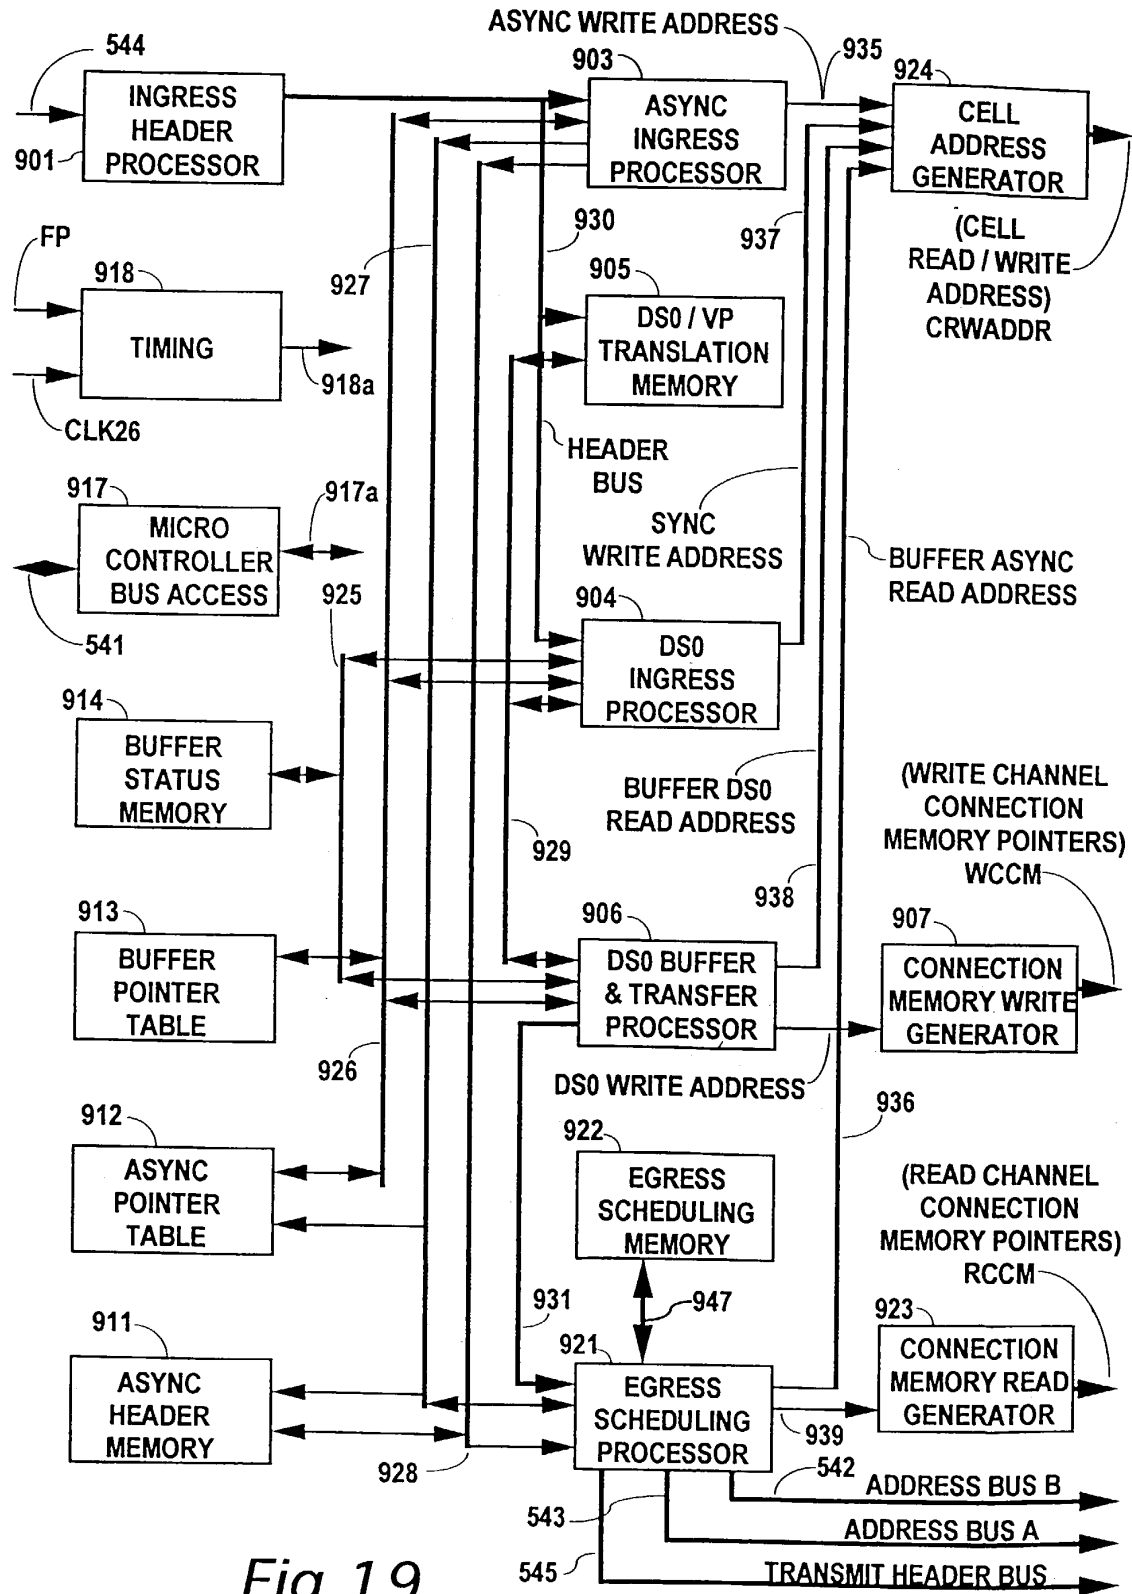 ASYNC WRITE ADDRESS
544
903
935
924
INGRESS
HEADER
PROCESSOR
901
ASYNC
INGRESS
PROCESSOR
CELL
ADDRESS
GENERATOR
FP
918
927
930
937
(CELL
READ / WRITE
ADDRESS)
CRWADDR
905
TIMING
918a
DS0 / VP
TRANSLATION
MEMORY
CLK26
HEADER
BUS
917
917a
MICRO
CONTROLLER
BUS ACCESS
SYNC
WRITE ADDRESS
BUFFER ASYNC
READ ADDRESS
541
925
904
DS0
INGRESS
PROCESSOR
914
BUFFER
STATUS
MEMORY
BUFFER DS0
READ ADDRESS
(WRITE CHANNEL
CONNECTION
MEMORY POINTERS)
WCCM
929
938
913
906
907
BUFFER
POINTER
TABLE
DS0 BUFFER
& TRANSFER
PROCESSOR
CONNECTION
MEMORY WRITE
GENERATOR
926
DS0 WRITE ADDRESS
936
912
922
ASYNC
POINTER
TABLE
EGRESS
SCHEDULING
MEMORY
(READ CHANNEL
CONNECTION
MEMORY POINTERS)
RCCM
931
947
911
921
923
ASYNC
HEADER
MEMORY
EGRESS
SCHEDULING
PROCESSOR
CONNECTION
MEMORY READ
GENERATOR
939
928
542
ADDRESS BUS B
543
ADDRESS BUS A
545
TRANSMIT HEADER BUS
Fig 19